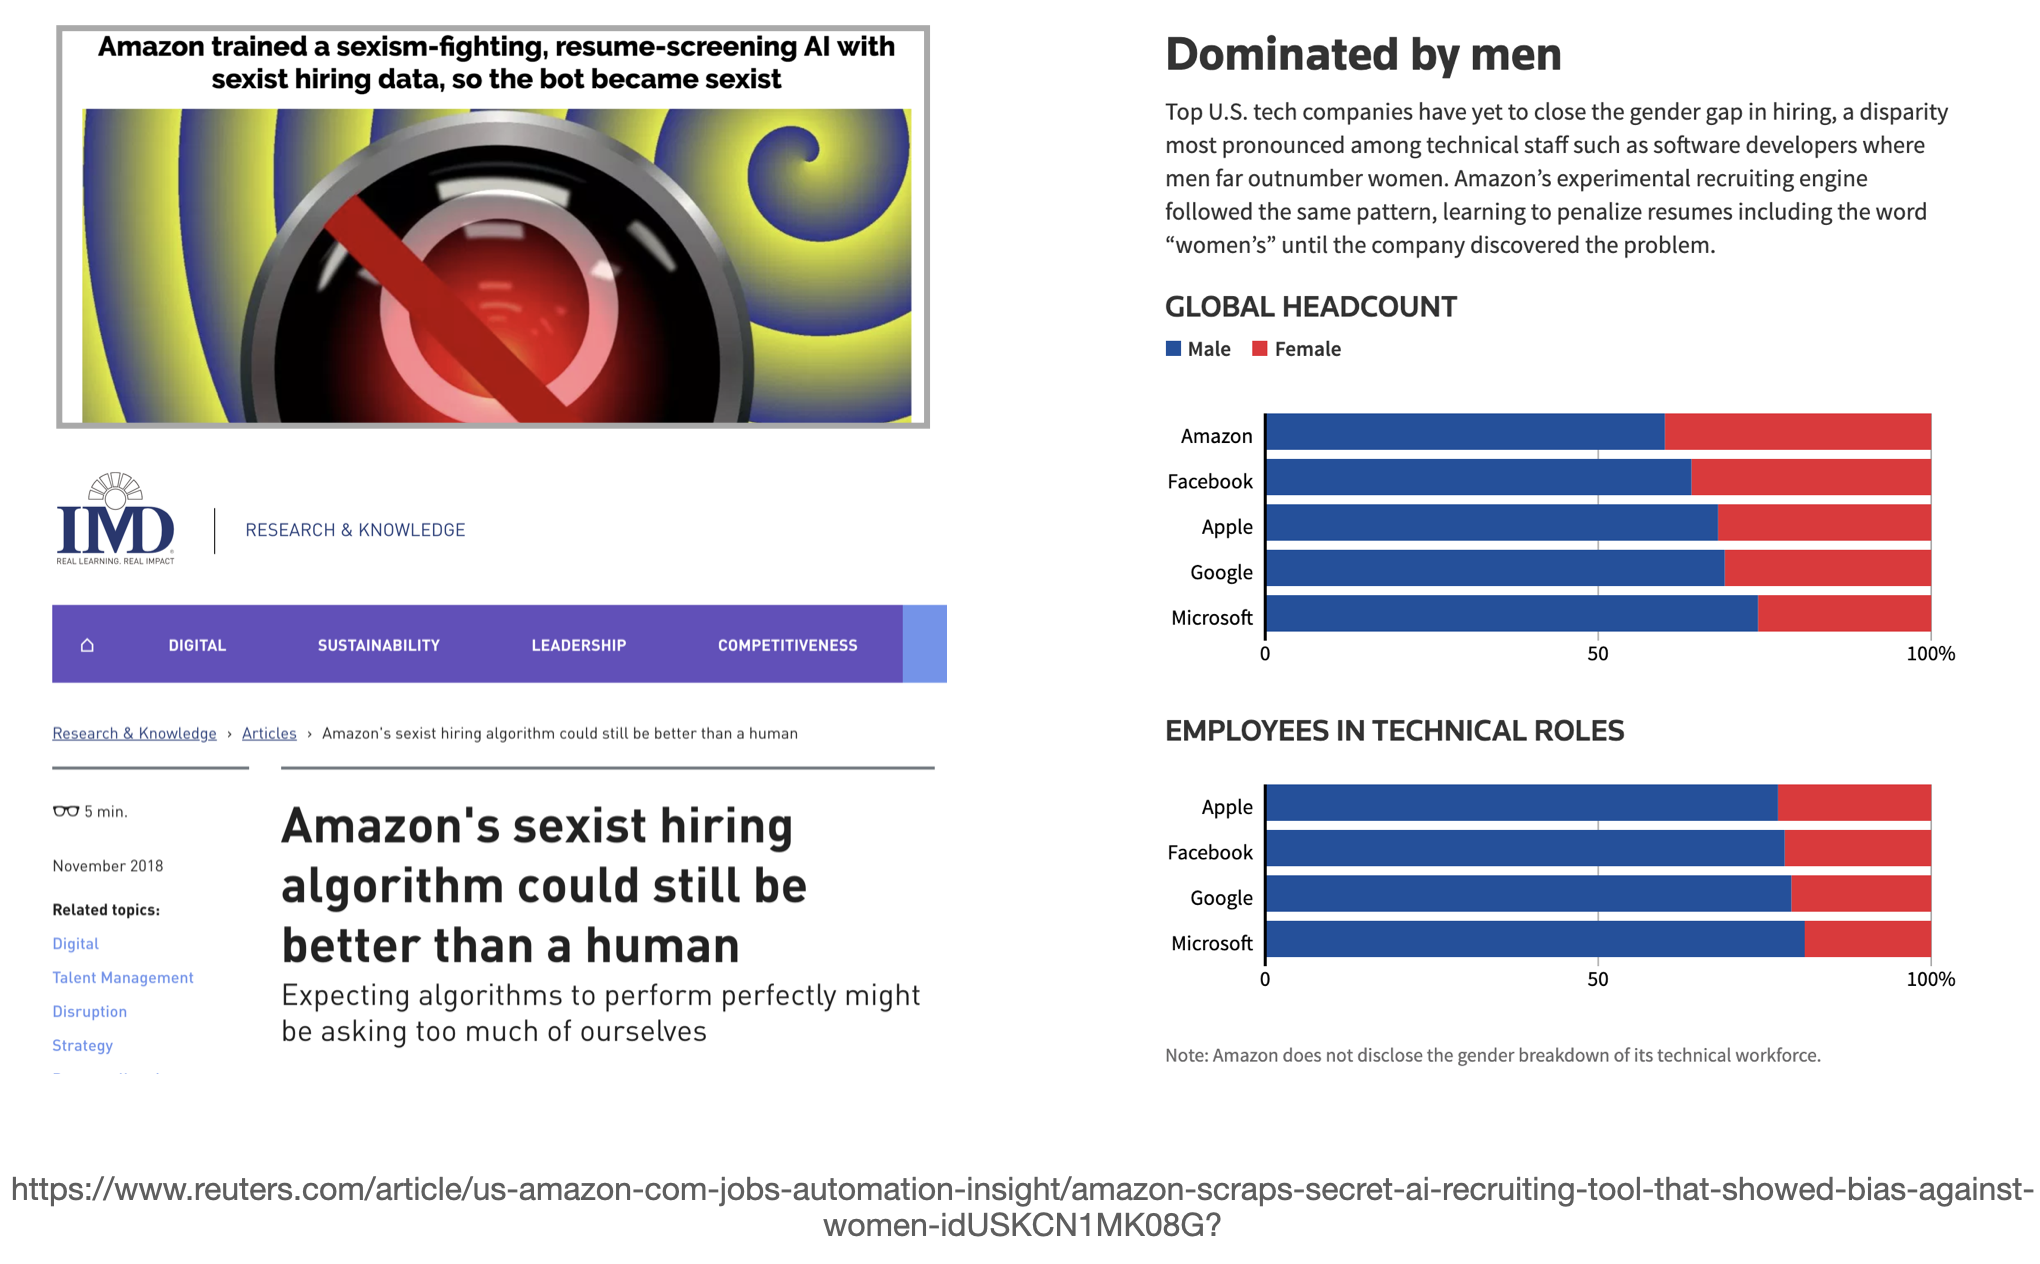 Amazon trained a sexism-fighting, resume-screening AI with
sexist hiring data, so the bot became sexist
IMD
REAL LEARNING. REAL IMPACT
RESEARCH & KNOWLEDGE
DIGITAL
SUSTAINABILITY
LEADERSHIP
COMPETITIVENESS
Research & Knowledge › Articles › Amazon's sexist hiring algorithm could still be better than a human
5 min.
November 2018
Related topics:
Digital
Talent Management
Disruption
Strategy
Amazon's sexist hiring
algorithm could still be
better than a human
Expecting algorithms to perform perfectly might
be asking too much of ourselves
Dominated by men
Top U.S. tech companies have yet to close the gender gap in hiring, a disparity
most pronounced among technical staff such as software developers where
men far outnumber women. Amazon’s experimental recruiting engine
followed the same pattern, learning to penalize resumes including the word
“women’s” until the company discovered the problem.
GLOBAL HEADCOUNT
Male Female
Amazon
Facebook
Apple
Google
Microsoft
0 50 100%
EMPLOYEES IN TECHNICAL ROLES
Apple
Facebook
Google
Microsoft
0 50 100%
Note: Amazon does not disclose the gender breakdown of its technical workforce.
https://www.reuters.com/article/us-amazon-com-jobs-automation-insight/amazon-scraps-secret-ai-recruiting-tool-that-showed-bias-against-
women-idUSKCN1MK08G?